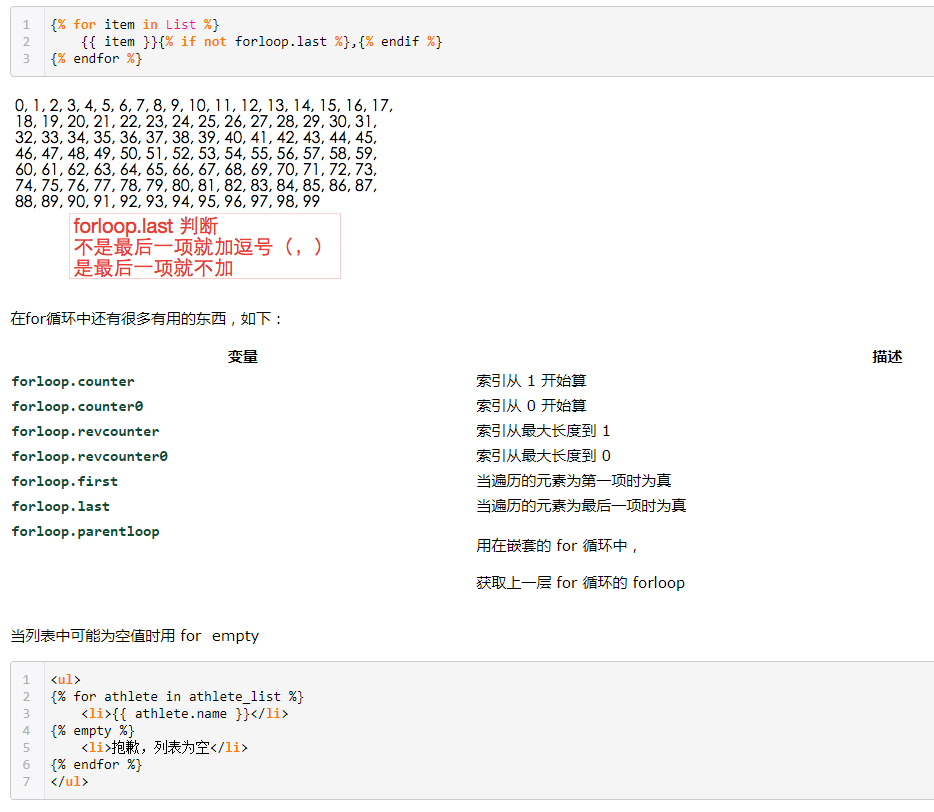 1 {% for item in List %}
2     {{ item }}{% if not forloop.last %},{% endif %}
3 {% endfor %}
0, 1, 2, 3, 4, 5, 6, 7, 8, 9, 10, 11, 12, 13, 14, 15, 16, 17,
18, 19, 20, 21, 22, 23, 24, 25, 26, 27, 28, 29, 30, 31,
32, 33, 34, 35, 36, 37, 38, 39, 40, 41, 42, 43, 44, 45,
46, 47, 48, 49, 50, 51, 52, 53, 54, 55, 56, 57, 58, 59,
60, 61, 62, 63, 64, 65, 66, 67, 68, 69, 70, 71, 72, 73,
74, 75, 76, 77, 78, 79, 80, 81, 82, 83, 84, 85, 86, 87,
88, 89, 90, 91, 92, 93, 94, 95, 96, 97, 98, 99
forloop.last 判断
不是最后一项就加逗号（，）
是最后一项就不加
在for循环中还有很多有用的东西，如下：
变量 描述
forloop.counter 索引从 1 开始算
forloop.counter0 索引从 0 开始算
forloop.revcounter 索引从最大长度到 1
forloop.revcounter0 索引从最大长度到 0
forloop.first 当遍历的元素为第一项时为真
forloop.last 当遍历的元素为最后一项时为真
forloop.parentloop
用在嵌套的 for 循环中，
获取上一层 for 循环的 forloop
当列表中可能为空值时用 for  empty
1 <ul>
2 {% for athlete in athlete_list %}
3     <li>{{ athlete.name }}</li>
4 {% empty %}
5     <li>抱歉，列表为空</li>
6 {% endfor %}
7 </ul>